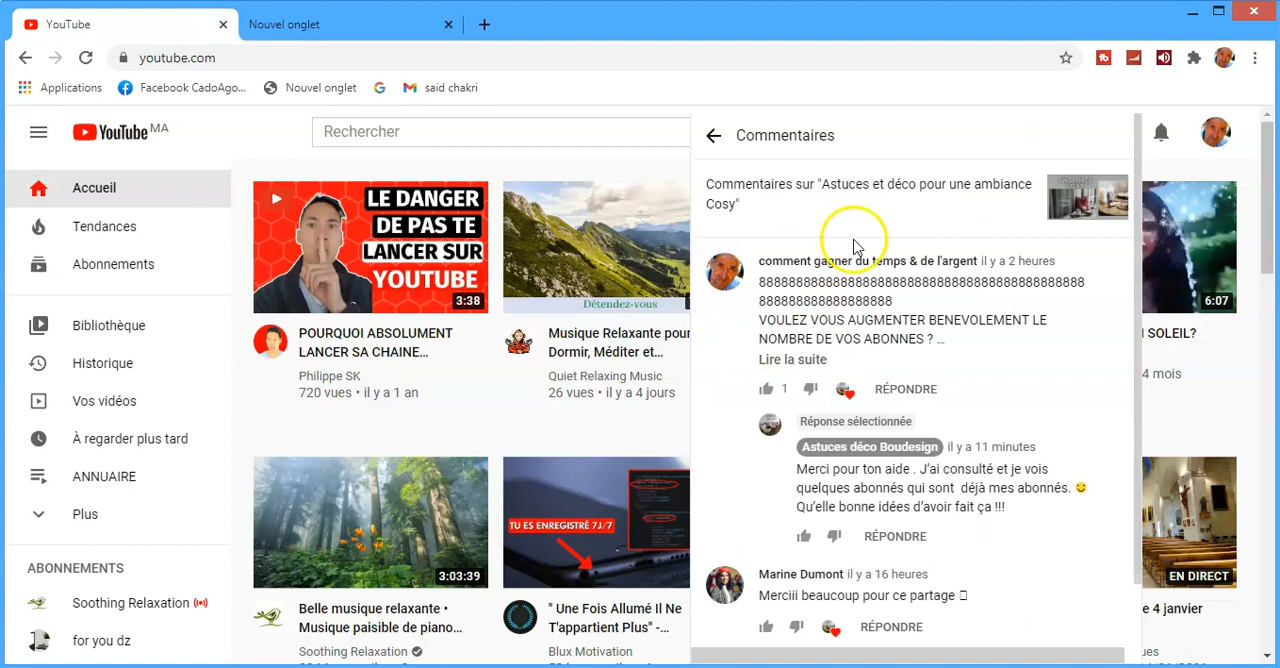 YouTube
Nouvel onglet
youtube.com
Applications
Facebook CadoAgo...
Nouvel onglet
said chakri
YouTube MA
Rechercher
Commentaires
Accueil
Tendances
Abonnements
Bibliothèque
Historique
Vos vidéos
À regarder plus tard
ANNUAIRE
Plus
ABONNEMENTS
Soothing Relaxation
for you dz
LE DANGER
DE PAS TE
LANCER SUR
YOUTUBE
3:38
POURQUOI ABSOLUMENT
LANCER SA CHAINE...
Philippe SK
720 vues • il y a 1 an
Détendez-vous
Musique Relaxante pour
Dormir, Méditer et...
Quiet Relaxing Music
26 vues • il y a 4 jours
3:03:39
Belle musique relaxante •
Musique paisible de piano...
Soothing Relaxation
TU ES ENREGISTRÉ 7J/7
" Une Fois Allumé Il Ne
T'appartient Plus" -...
Blux Motivation
Commentaires sur "Astuces et déco pour une ambiance
Cosy"
comment gagner du temps & de l'argent il y a 2 heures
88888888888888888888888888888888888888888888
888888888888888888
VOULEZ VOUS AUGMENTER BENEVOLEMENT LE
NOMBRE DE VOS ABONNES ? ...
Lire la suite
1
RÉPONDRE
Réponse sélectionnée
Astuces déco Boudesign il y a 11 minutes
Merci pour ton aide . J'ai consulté et je vois
quelques abonnés qui sont déjà mes abonnés. 😀
Qu'elle bonne idées d'avoir fait ça !!!
RÉPONDRE
Marine Dumont il y a 16 heures
Merciii beaucoup pour ce partage
RÉPONDRE
6:07
SOLEIL?
4 mois
EN DIRECT
e 4 janvier